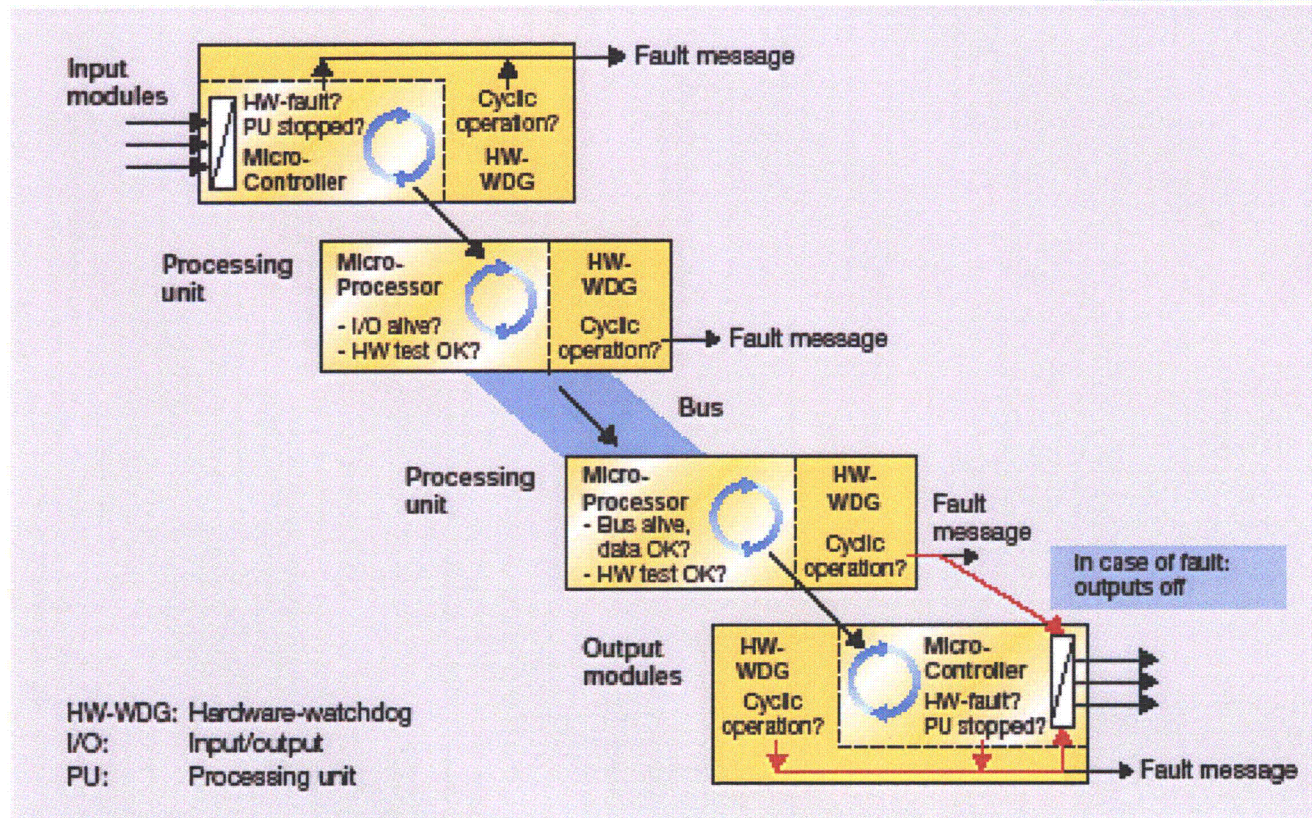 Input
modules
HW-fault?
PU stopped?
Micro-
Controller
Cyclic
operation?
HW-
WDG
Fault message
Processing
unit
Micro-
Processor
- I/O alive?
- HW test OK?
HW-
WDG
Cyclic
operation?
Fault message
Bus
Processing
unit
Micro-
Processor
- Bus alive,
data OK?
- HW test OK?
HW-
WDG
Cyclic
operation?
Fault
message
In case of fault:
outputs off
Output
modules
HW-
WDG
Cyclic
operation?
Micro-
Controller
HW-fault?
PU stopped?
Fault message
HW-WDG: Hardware-watchdog
I/O: Input/output
PU: Processing unit